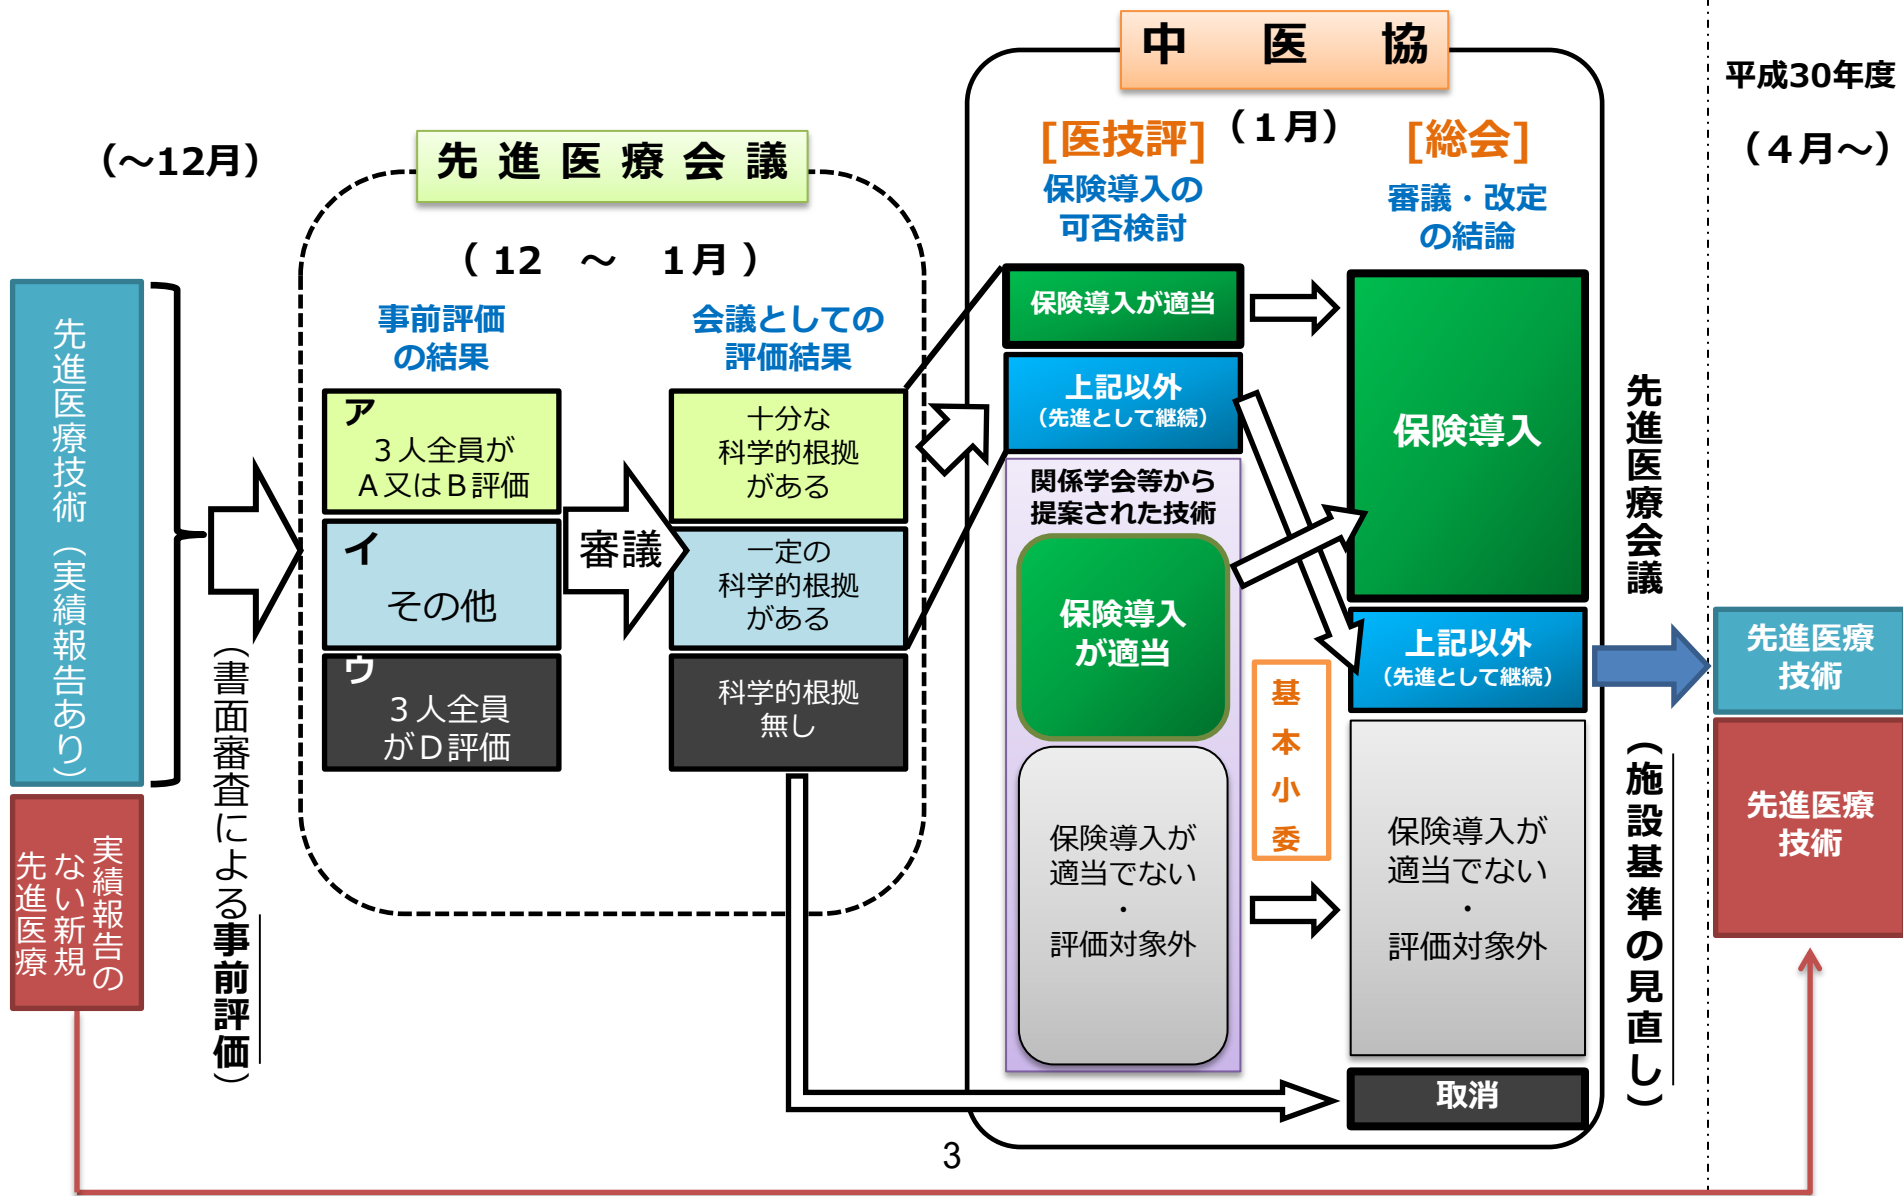 (～12月)
先進医療技術（実績報告あり）
実績報告の
ない新規
先進医療
（書面審査による事前評価）
先進医療会議
（ 12　～　１月 ）
事前評価
の結果
ア
３人全員が
Ａ又はＢ評価
イ
その他
ウ
３人全員
がＤ評価
審議
会議としての
評価結果
十分な
科学的根拠
がある
一定の
科学的根拠
がある
科学的根拠
無し
中　医　協
（１月）
[医技評]
保険導入の
可否検討
保険導入が適当
上記以外
（先進として継続）
関係学会等から
提案された技術
保険導入
が適当
保険導入が
適当でない
・
評価対象外
基本小委
[総会]
審議・改定
の結論
保険導入
上記以外
（先進として継続）
保険導入が
適当でない
・
評価対象外
取消
先進医療会議
（施設基準の見直し）
平成30年度
（４月～）
先進医療
技術
先進医療
技術
3